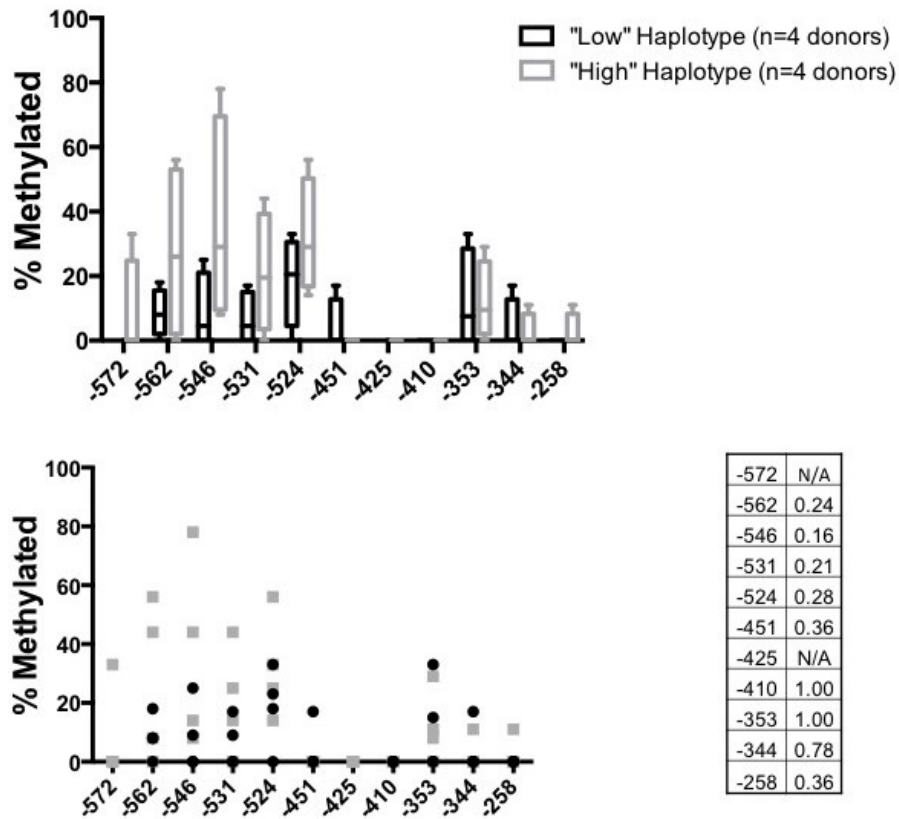 "Low" Haplotype (n=4 donors)
"High" Haplotype (n=4 donors)
% Methylated
100
80
60
40
20
0
-572 -562 -546 -531 -524 -451 -425 -410 -353 -344 -258
% Methylated
100
80
60
40
20
0
-572 -562 -546 -531 -524 -451 -425 -410 -353 -344 -258
-572 N/A
-562 0.24
-546 0.16
-531 0.21
-524 0.28
-451 0.36
-425 N/A
-410 1.00
-353 1.00
-344 0.78
-258 0.36